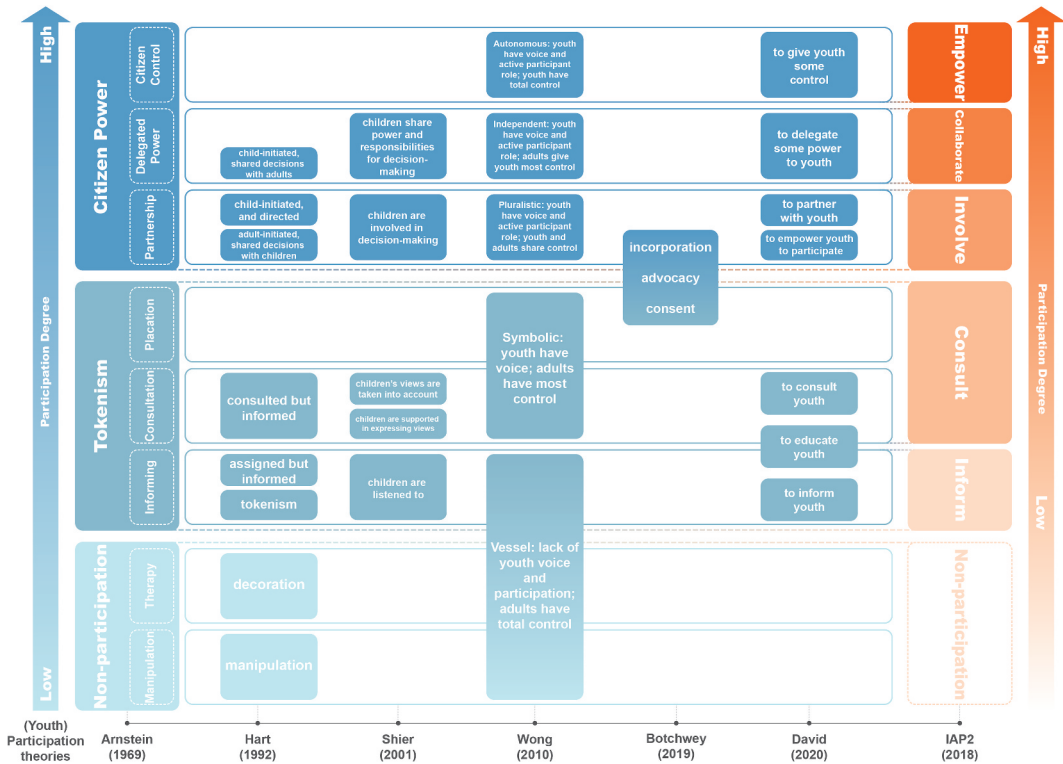 High
Participation Degree
Low
Citizen Power
Citizen
Control
Delegated
Power
Partnership
Tokenism
Placation
Consultation
Informing
Non-participation
Therapy
Manipulation
child-initiated,
shared decisions
with adults
child-initiated,
and directed
adult-initiated,
shared decisions
with children
consulted but
informed
assigned but
informed
tokenism
decoration
manipulation
children share
power and
responsibilities
for decision-
making
children are
involved in
decision-making
children's views are
taken into account
children are supported
in expressing views
children are
listened to
Autonomous: youth
have voice and
active participant
role; youth have
total control
Independent: youth
have voice and
active participant
role; adults give
youth most control
Pluralistic: youth
have voice and
active participant
role; youth and
adults share control
Symbolic:
youth have
voice; adults
have most
control
Vessel: lack of
youth voice
and
participation;
adults have
total control
incorporation
advocacy
consent
to give youth
some
control
to delegate
some power
to youth
to partner
with youth
to empower youth
to participate
to consult
youth
to educate
youth
to inform
youth
Empower
Collaborate
Involve
Consult
Inform
Non-participation
High
Participation Degree
Low
(Youth)
Participation
theories
Arnstein
(1969)
Hart
(1992)
Shier
(2001)
Wong
(2010)
Botchwey
(2019)
David
(2020)
IAP2
(2018)